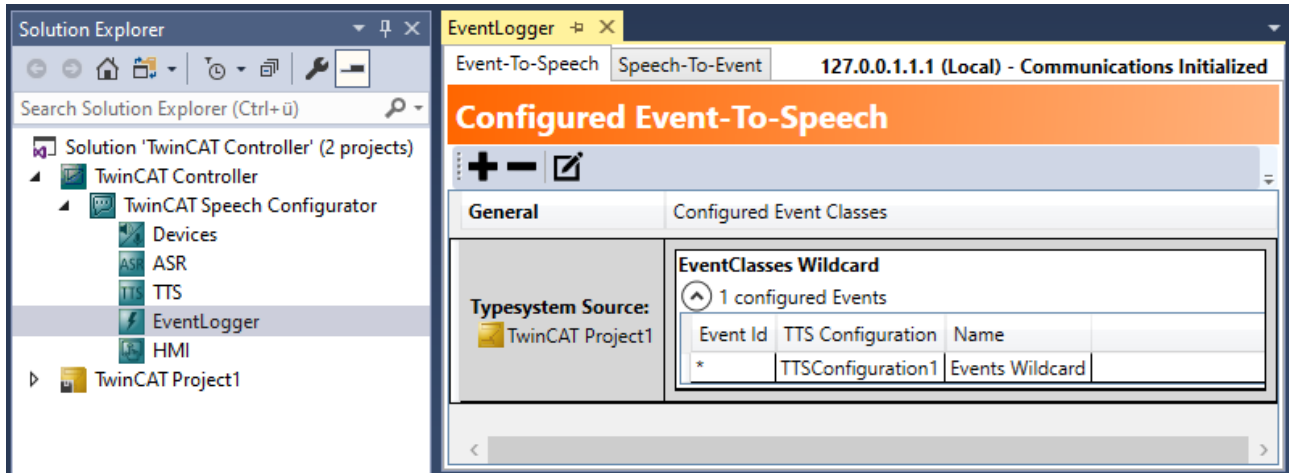 Solution Explorer
Search Solution Explorer (Ctrl+ü)
Solution 'TwinCAT Controller' (2 projects)
TwinCAT Controller
TwinCAT Speech Configurator
Devices
ASR ASR
TTS TTS
EventLogger
HMI
TwinCAT Project1
EventLogger
Event-To-Speech Speech-To-Event 127.0.0.1.1.1 (Local) - Communications Initialized
Configured Event-To-Speech
General Configured Event Classes
Typesystem Source:
TwinCAT Project1
EventClasses Wildcard
1 configured Events
Event Id TTS Configuration Name
* TTSConfiguration1 Events Wildcard